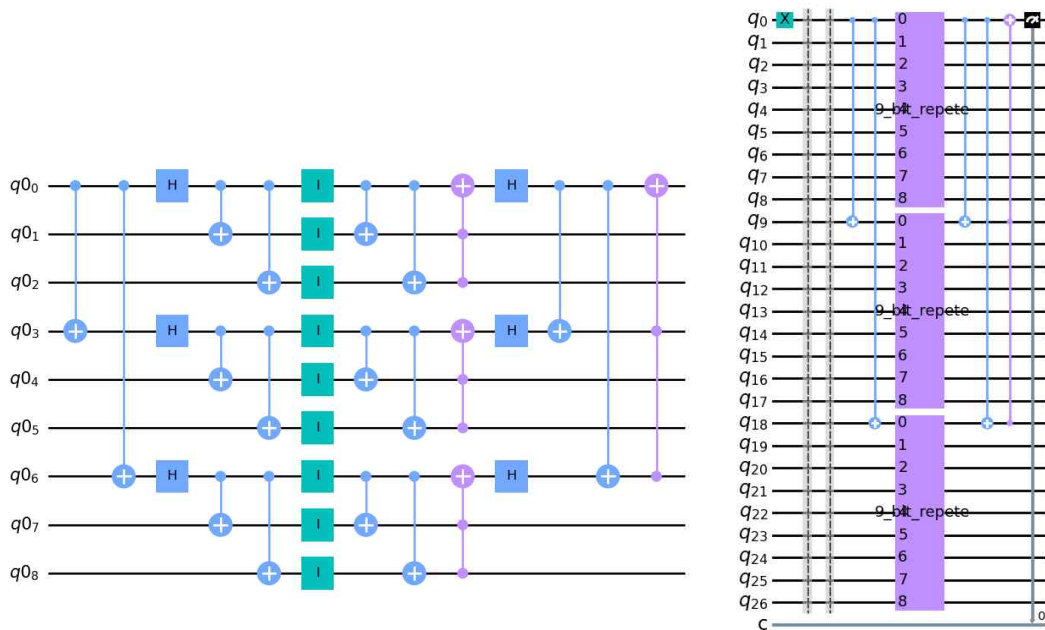 q0₀ H I H
q0₁ I
q0₂ I
q0₃ H I H
q0₄ I
q0₅ I
q0₆ H I H
q0₇ I
q0₈ I
q₀ X 0
q₁ 1
q₂ 2
q₃ 3
q₄ 9_bit_repete 4
q₅ 5
q₆ 6
q₇ 7
q₈ 8
q₉ 0
q₁₀ 1
q₁₁ 2
q₁₂ 3
q₁₃ 9_bit_repete 4
q₁₄ 5
q₁₅ 6
q₁₆ 7
q₁₇ 8
q₁₈ 0
q₁₉ 1
q₂₀ 2
q₂₁ 3
q₂₂ 9_bit_repete 4
q₂₃ 5
q₂₄ 6
q₂₅ 7
q₂₆ 8
c 0